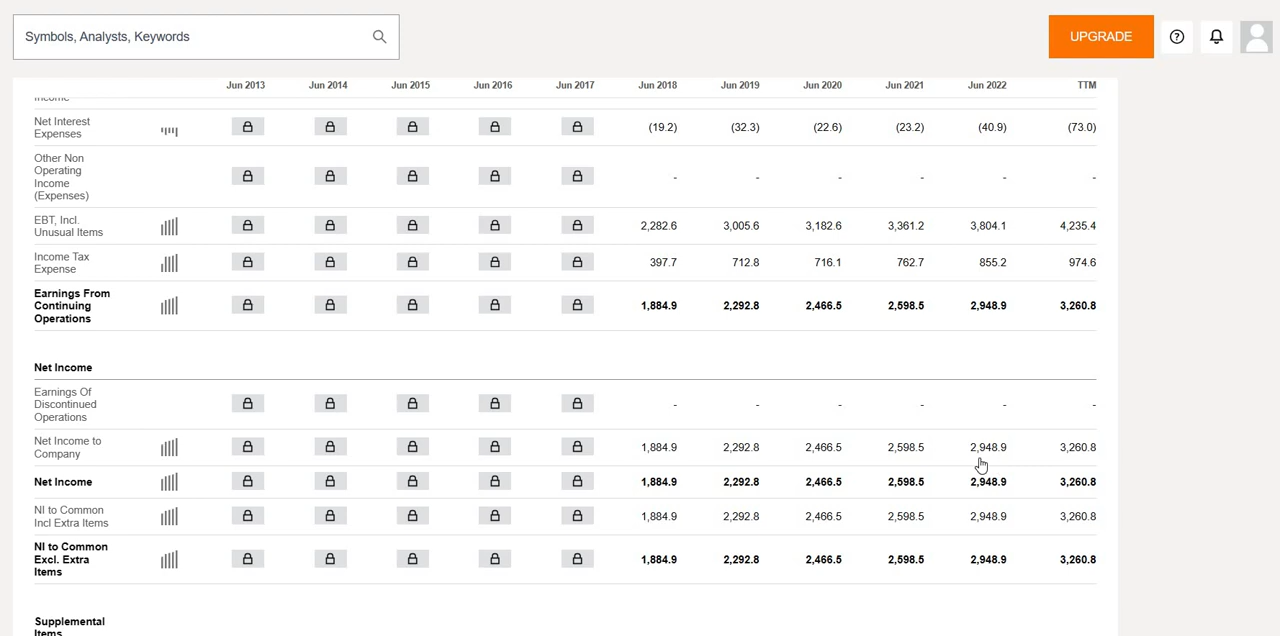 Symbols, Analysts, Keywords
UPGRADE
Jun 2013 Jun 2014 Jun 2015 Jun 2016 Jun 2017 Jun 2018 Jun 2019 Jun 2020 Jun 2021 Jun 2022 TTM
Income
Net Interest
Expenses
(19.2) (32.3) (22.6) (23.2) (40.9) (73.0)
Other Non
Operating
Income
(Expenses)
- - - - - -
EBT, Incl.
Unusual Items
2,282.6 3,005.6 3,182.6 3,361.2 3,804.1 4,235.4
Income Tax
Expense
397.7 712.8 716.1 762.7 855.2 974.6
Earnings From
Continuing
Operations
1,884.9 2,292.8 2,466.5 2,598.5 2,948.9 3,260.8
Net Income
Earnings Of
Discontinued
Operations
- - - - - -
Net Income to
Company
1,884.9 2,292.8 2,466.5 2,598.5 2,948.9 3,260.8
Net Income 1,884.9 2,292.8 2,466.5 2,598.5 2,948.9 3,260.8
NI to Common
Incl Extra Items
1,884.9 2,292.8 2,466.5 2,598.5 2,948.9 3,260.8
NI to Common
Excl. Extra
Items
1,884.9 2,292.8 2,466.5 2,598.5 2,948.9 3,260.8
Supplemental
Items